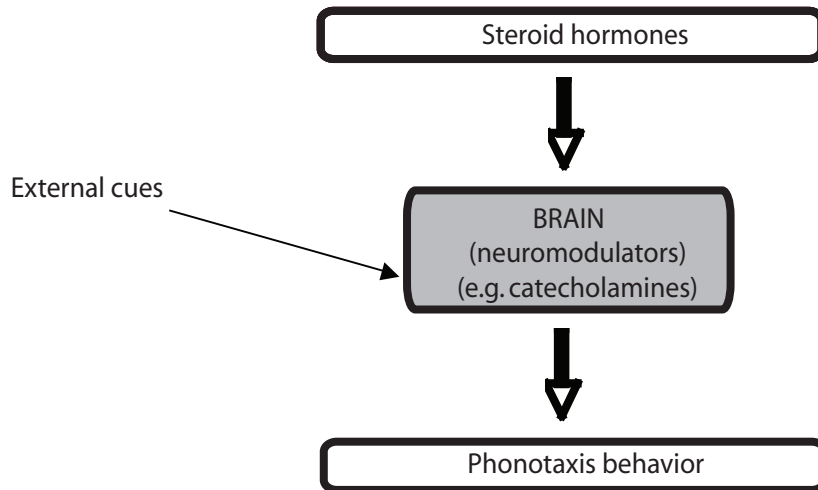 Steroid hormones
External cues
BRAIN
(neuromodulators)
(e.g. catecholamines)
Phonotaxis behavior